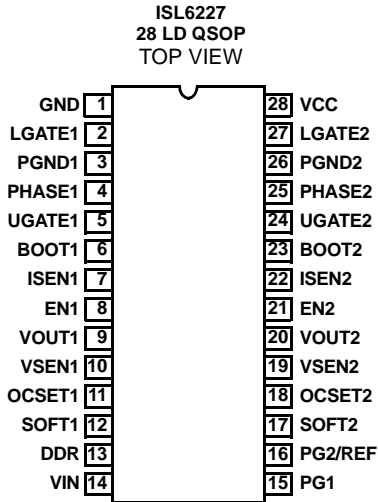 ISL6227
28 LD QSOP
TOP VIEW
GND 1 28 VCC
LGATE1 2 27 LGATE2
PGND1 3 26 PGND2
PHASE1 4 25 PHASE2
UGATE1 5 24 UGATE2
BOOT1 6 23 BOOT2
ISEN1 7 22 ISEN2
EN1 8 21 EN2
VOUT1 9 20 VOUT2
VSEN1 10 19 VSEN2
OCSET1 11 18 OCSET2
SOFT1 12 17 SOFT2
DDR 13 16 PG2/REF
VIN 14 15 PG1